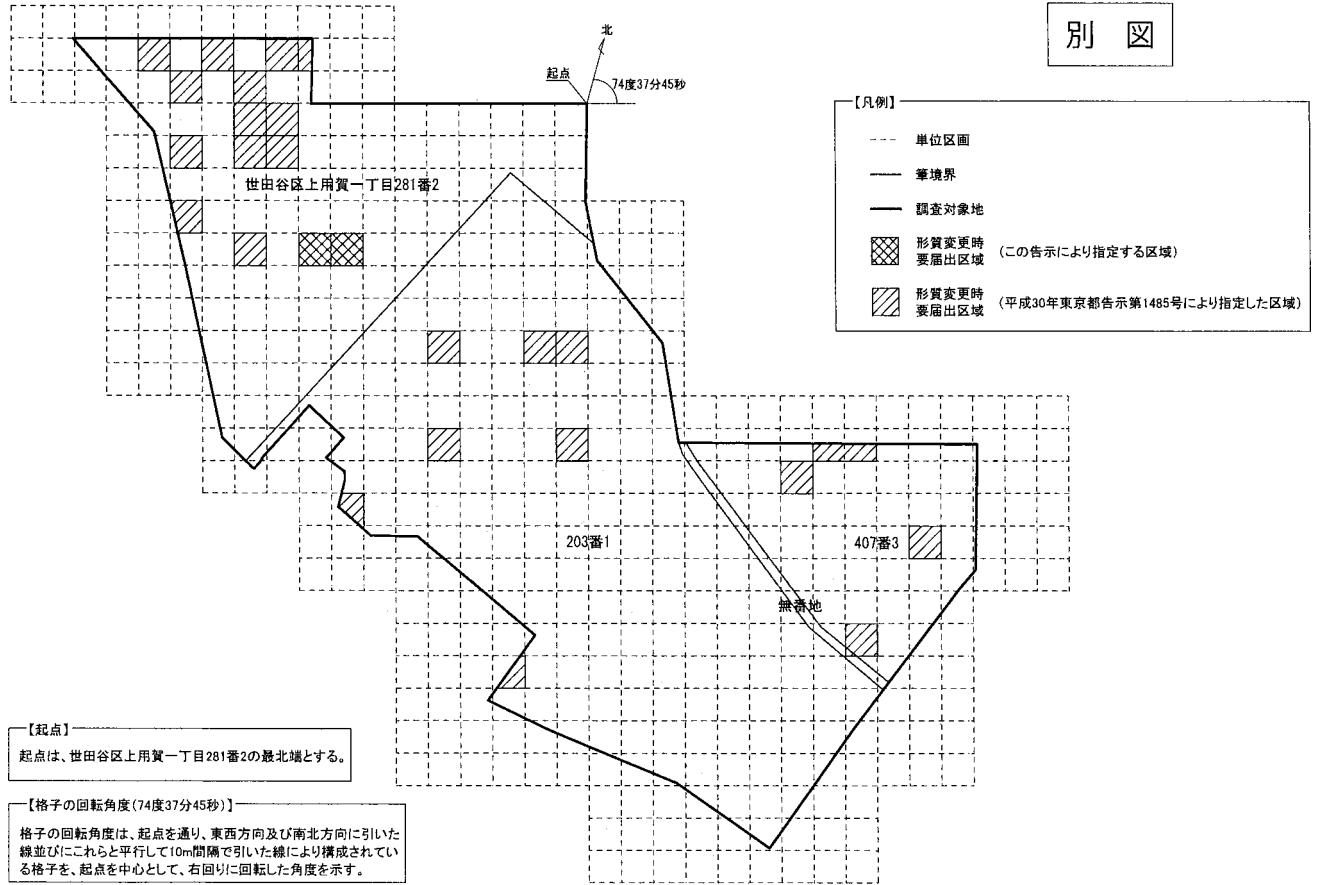 別　図
北
起点
74度37分45秒
【凡例】
単位区画
筆境界
調査対象地
形質変更時
要届出区域
(この告示により指定する区域)
形質変更時
要届出区域
(平成30年東京都告示第1485号により指定した区域)
世田谷区上用賀一丁目281番2
203番1
407番3
無番地
【起点】
起点は、世田谷区上用賀一丁目281番2の最北端とする。
【格子の回転角度(74度37分45秒)】
格子の回転角度は、起点を通り、東西方向及び南北方向に引いた
線並びにこれらと平行して10m間隔で引いた線により構成されてい
る格子を、起点を中心として、右回りに回転した角度を示す。